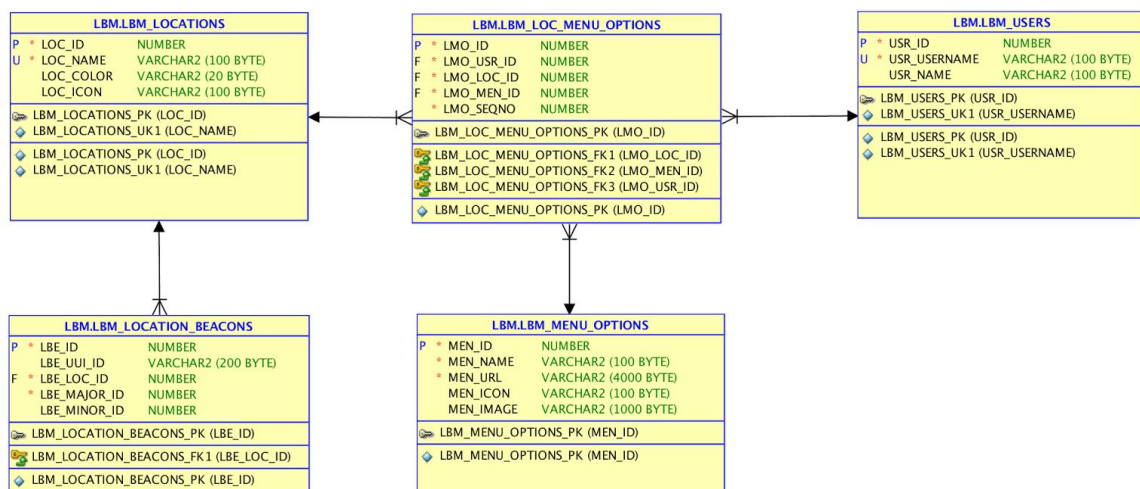 LBM.LBM_LOCATIONS
P * LOC_ID NUMBER
U * LOC_NAME VARCHAR2 (100 BYTE)
LOC_COLOR VARCHAR2 (20 BYTE)
LOC_ICON VARCHAR2 (100 BYTE)
LBM_LOCATIONS_PK (LOC_ID)
LBM_LOCATIONS_UK1 (LOC_NAME)
LBM_LOCATIONS_PK (LOC_ID)
LBM_LOCATIONS_UK1 (LOC_NAME)
LBM.LBM_LOC_MENU_OPTIONS
P * LMO_ID NUMBER
F * LMO_USR_ID NUMBER
F * LMO_LOC_ID NUMBER
F * LMO_MEN_ID NUMBER
* LMO_SEQNO NUMBER
LBM_LOC_MENU_OPTIONS_PK (LMO_ID)
LBM_LOC_MENU_OPTIONS_FK1 (LMO_LOC_ID)
LBM_LOC_MENU_OPTIONS_FK2 (LMO_MEN_ID)
LBM_LOC_MENU_OPTIONS_FK3 (LMO_USR_ID)
LBM_LOC_MENU_OPTIONS_PK (LMO_ID)
LBM.LBM_USERS
P * USR_ID NUMBER
U * USR_USERNAME VARCHAR2 (100 BYTE)
USR_NAME VARCHAR2 (100 BYTE)
LBM_USERS_PK (USR_ID)
LBM_USERS_UK1 (USR_USERNAME)
LBM_USERS_PK (USR_ID)
LBM_USERS_UK1 (USR_USERNAME)
LBM.LBM_LOCATION_BEACONS
P * LBE_ID NUMBER
LBE_UUI_ID VARCHAR2 (200 BYTE)
F * LBE_LOC_ID NUMBER
* LBE_MAJOR_ID NUMBER
LBE_MINOR_ID NUMBER
LBM_LOCATION_BEACONS_PK (LBE_ID)
LBM_LOCATION_BEACONS_FK1 (LBE_LOC_ID)
LBM_LOCATION_BEACONS_PK (LBE_ID)
LBM.LBM_MENU_OPTIONS
P * MEN_ID NUMBER
* MEN_NAME VARCHAR2 (100 BYTE)
* MEN_URL VARCHAR2 (4000 BYTE)
MEN_ICON VARCHAR2 (100 BYTE)
MEN_IMAGE VARCHAR2 (1000 BYTE)
LBM_MENU_OPTIONS_PK (MEN_ID)
LBM_MENU_OPTIONS_PK (MEN_ID)